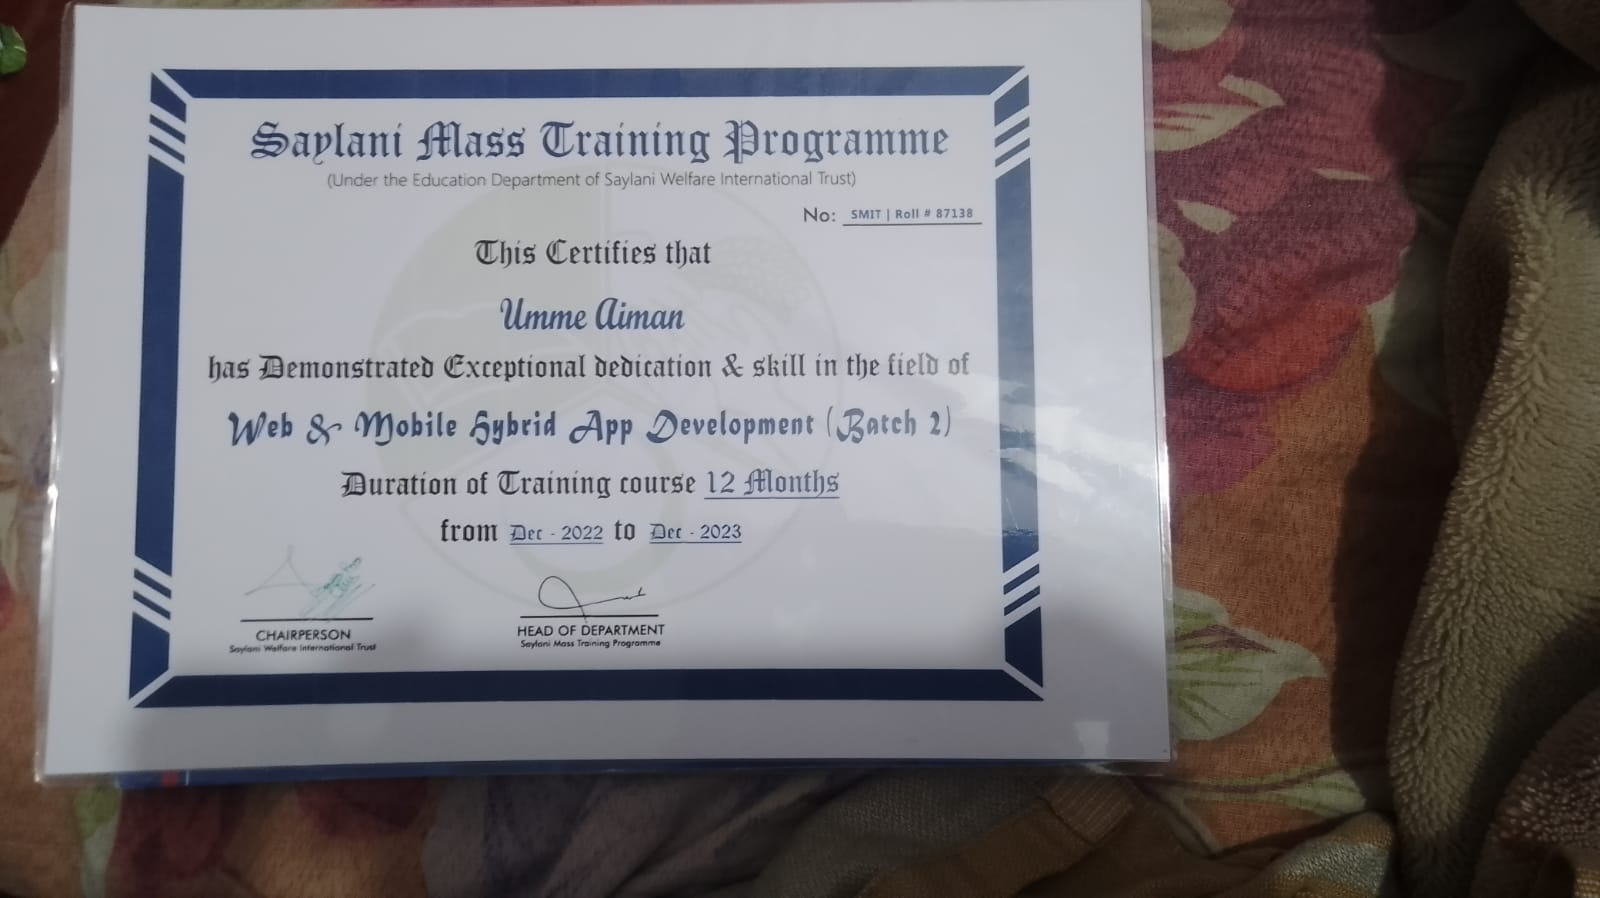 Saylani Mass Training Programme
(Under the Education Department of Saylani Welfare International Trust)
No: SMIT | Roll # 87138
This Certifies that
Umme Aiman
has Demonstrated Exceptional dedication & skill in the field of
Web & Mobile Hybrid App Development (Batch 2)
Duration of Training course 12 Months
from Dec - 2022 to Dec - 2023
CHAIRPERSON
Saylani Welfare International Trust
HEAD OF DEPARTMENT
Saylani Mass Training Programme